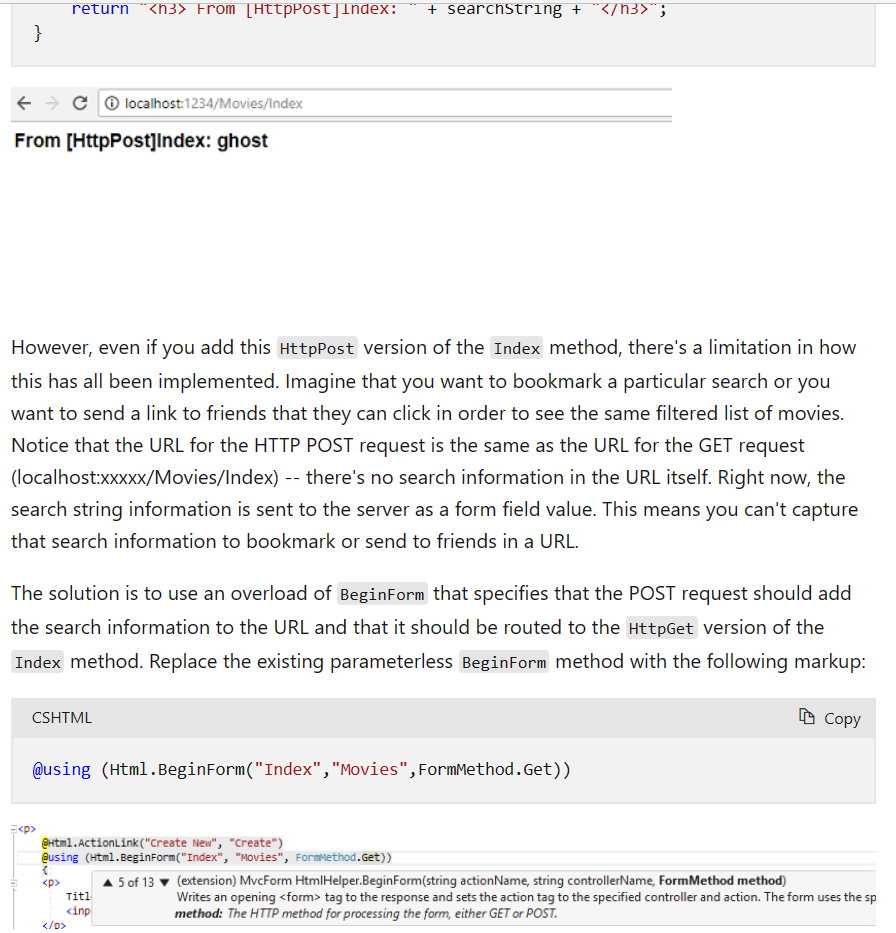 return "<h3> From [HttpPost]Index: " + searchString + "</h3>";
}
localhost:1234/Movies/Index
From [HttpPost]Index: ghost
However, even if you add this HttpPost version of the Index method, there's a limitation in how
this has all been implemented. Imagine that you want to bookmark a particular search or you
want to send a link to friends that they can click in order to see the same filtered list of movies.
Notice that the URL for the HTTP POST request is the same as the URL for the GET request
(localhost:xxxxx/Movies/Index) -- there's no search information in the URL itself. Right now, the
search string information is sent to the server as a form field value. This means you can't capture
that search information to bookmark or send to friends in a URL.
The solution is to use an overload of BeginForm that specifies that the POST request should add
the search information to the URL and that it should be routed to the HttpGet version of the
Index method. Replace the existing parameterless BeginForm method with the following markup:
CSHTML Copy
@using (Html.BeginForm("Index","Movies",FormMethod.Get))
<p>
@Html.ActionLink("Create New", "Create")
@using (Html.BeginForm("Index", "Movies", FormMethod.Get))
{
<p> ▲ 5 of 13 ▼ (extension) MvcForm HtmlHelper.BeginForm(string actionName, string controllerName, FormMethod method)
Titl Writes an opening <form> tag to the response and sets the action tag to the specified controller and action. The form uses the sp
<inp method: The HTTP method for processing the form, either GET or POST.
</p>